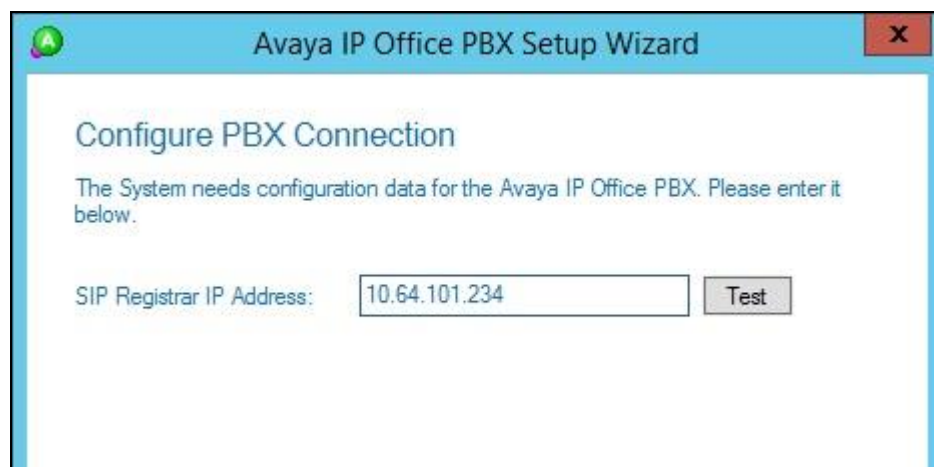 Avaya IP Office PBX Setup Wizard
x
Configure PBX Connection
The System needs configuration data for the Avaya IP Office PBX. Please enter it
below.
SIP Registrar IP Address: 10.64.101.234 Test